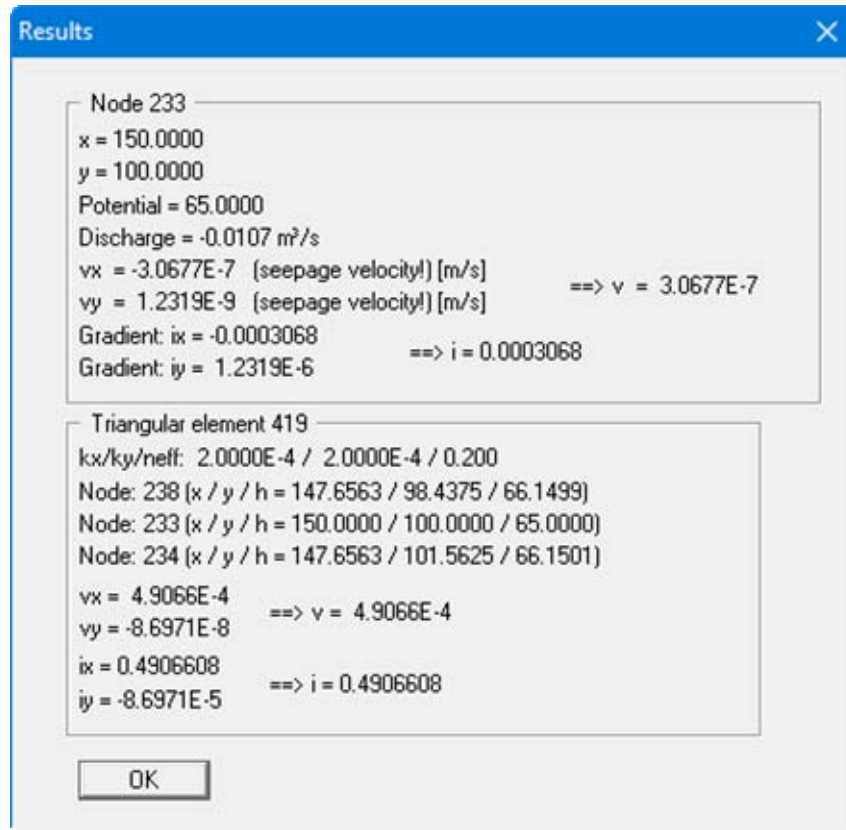 Results
Node 233
x = 150.0000
y = 100.0000
Potential = 65.0000
Discharge = -0.0107 m³/s
vx = -3.0677E-7 (seepage velocity!) [m/s]
vy = 1.2319E-9 (seepage velocity!) [m/s]
==> v = 3.0677E-7
Gradient: ix = -0.0003068
Gradient: iy = 1.2319E-6
==> i = 0.0003068
Triangular element 419
kx/ky/neff: 2.0000E-4 / 2.0000E-4 / 0.200
Node: 238 (x / y / h = 147.6563 / 98.4375 / 66.1499)
Node: 233 (x / y / h = 150.0000 / 100.0000 / 65.0000)
Node: 234 (x / y / h = 147.6563 / 101.5625 / 66.1501)
vx = 4.9066E-4
vy = -8.6971E-8
==> v = 4.9066E-4
ix = 0.4906608
iy = -8.6971E-5
==> i = 0.4906608
OK